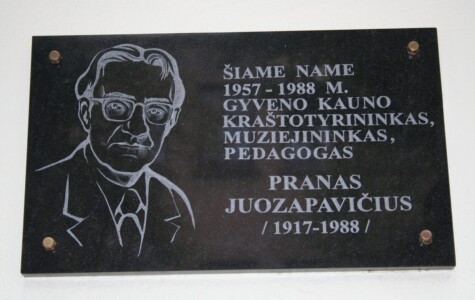 ŠIAME NAME
1957 - 1988 M.
GYVENO KAUNO
KRAŠTOTYRININKAS,
MUZIEJININKAS,
PEDAGOGAS
PRANAS
JUOZAPAVIČIUS
/ 1917-1988 /